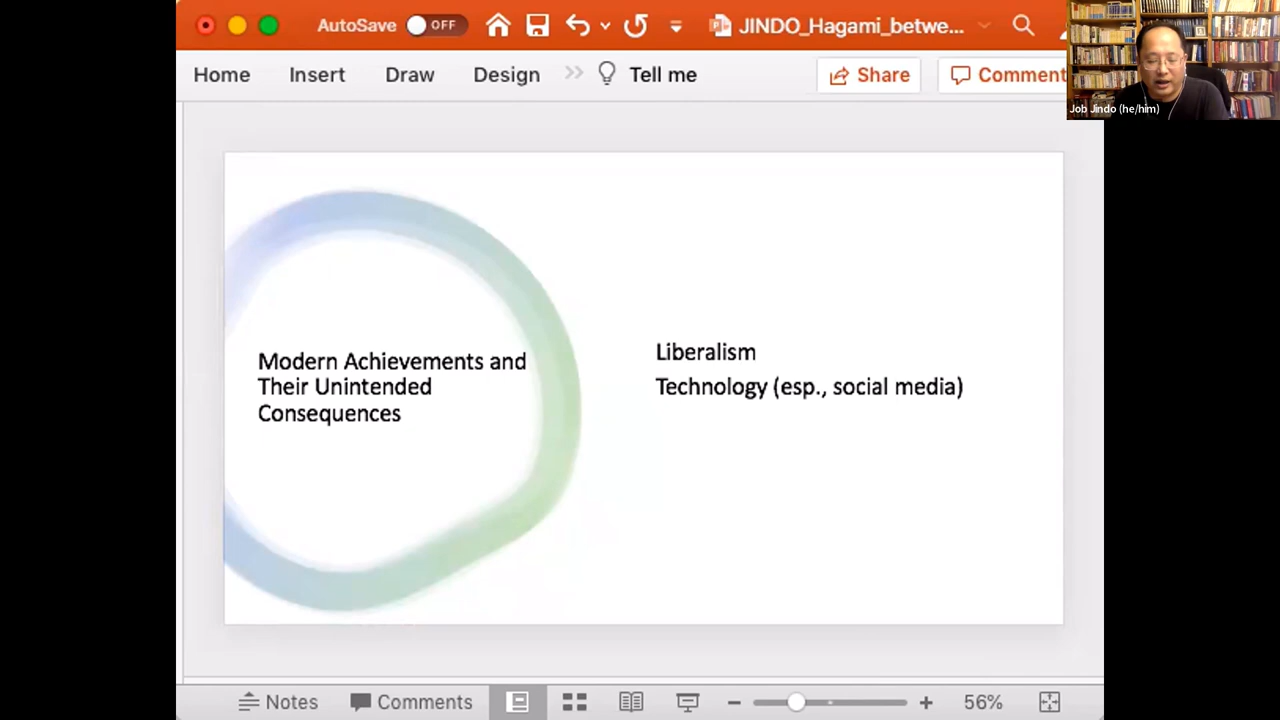 AutoSave OFF JINDO_Hagami_betwe...
Home Insert Draw Design Tell me Share Comment
Job Jindo (he/him)
Modern Achievements and
Their Unintended
Consequences
Liberalism
Technology (esp., social media)
Notes Comments 56%